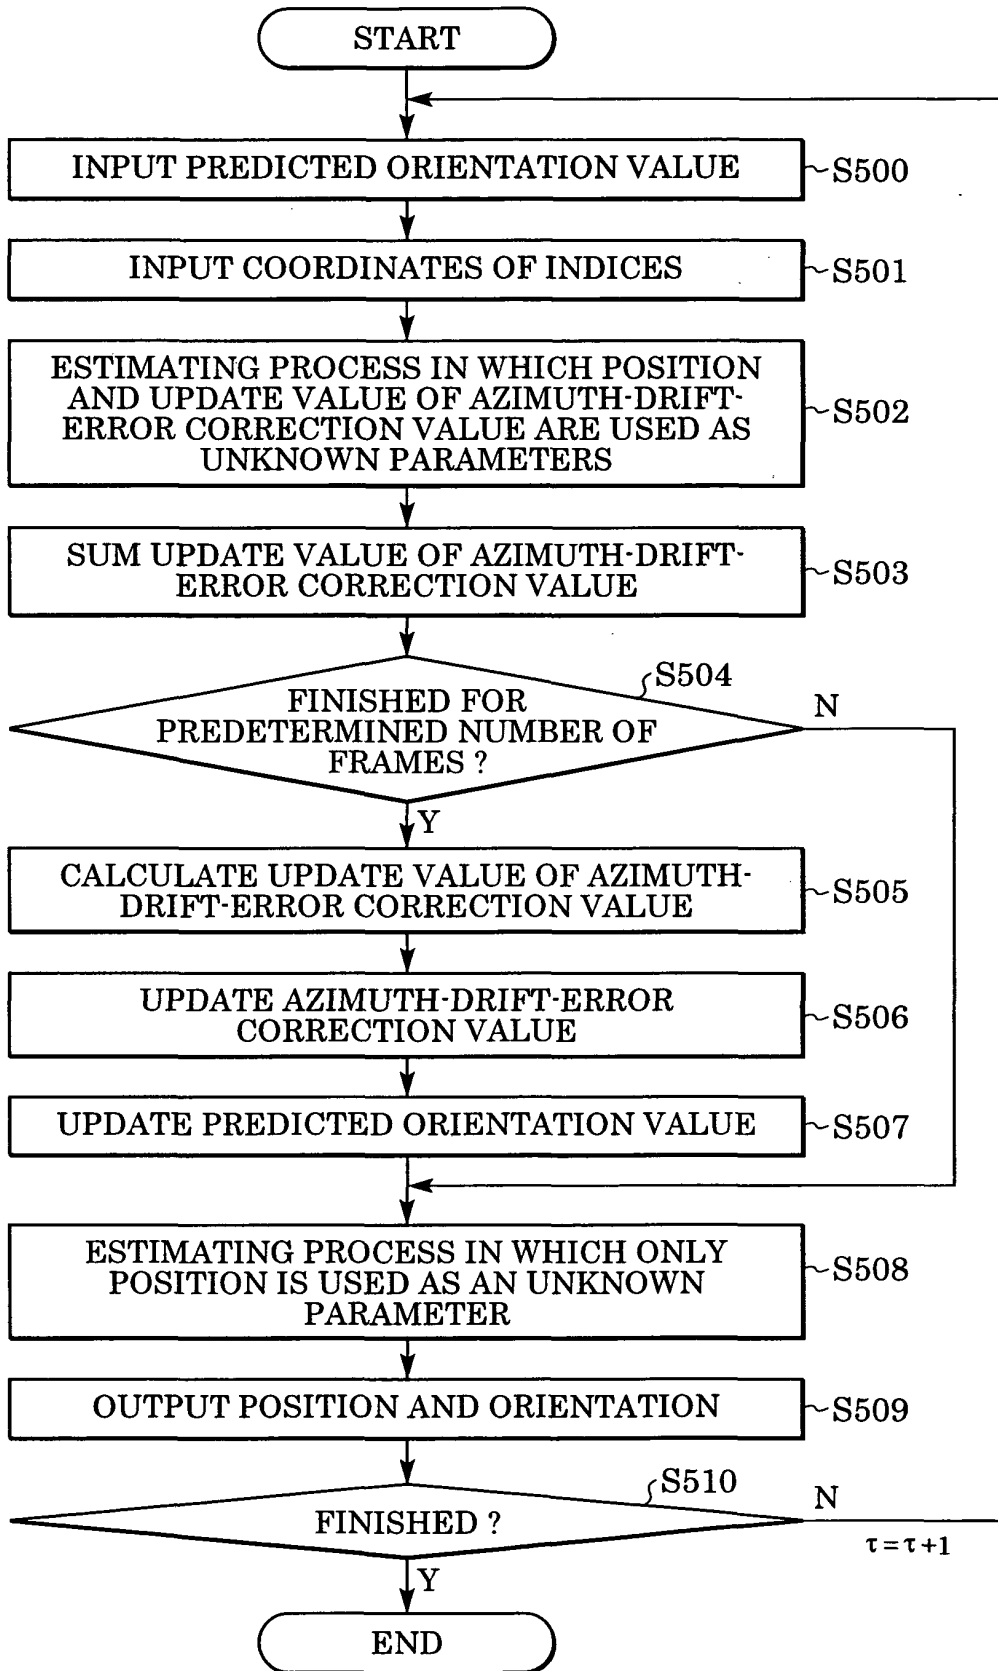 START
INPUT PREDICTED ORIENTATION VALUE
S500
INPUT COORDINATES OF INDICES
S501
ESTIMATING PROCESS IN WHICH POSITION
AND UPDATE VALUE OF AZIMUTH-DRIFT-
ERROR CORRECTION VALUE ARE USED AS
UNKNOWN PARAMETERS
S502
SUM UPDATE VALUE OF AZIMUTH-DRIFT-
ERROR CORRECTION VALUE
S503
S504
FINISHED FOR
PREDETERMINED NUMBER OF
FRAMES ?
N
Y
CALCULATE UPDATE VALUE OF AZIMUTH-
DRIFT-ERROR CORRECTION VALUE
S505
UPDATE AZIMUTH-DRIFT-ERROR
CORRECTION VALUE
S506
UPDATE PREDICTED ORIENTATION VALUE
S507
ESTIMATING PROCESS IN WHICH ONLY
POSITION IS USED AS AN UNKNOWN
PARAMETER
S508
OUTPUT POSITION AND ORIENTATION
S509
S510
FINISHED ?
N
τ=τ+1
Y
END